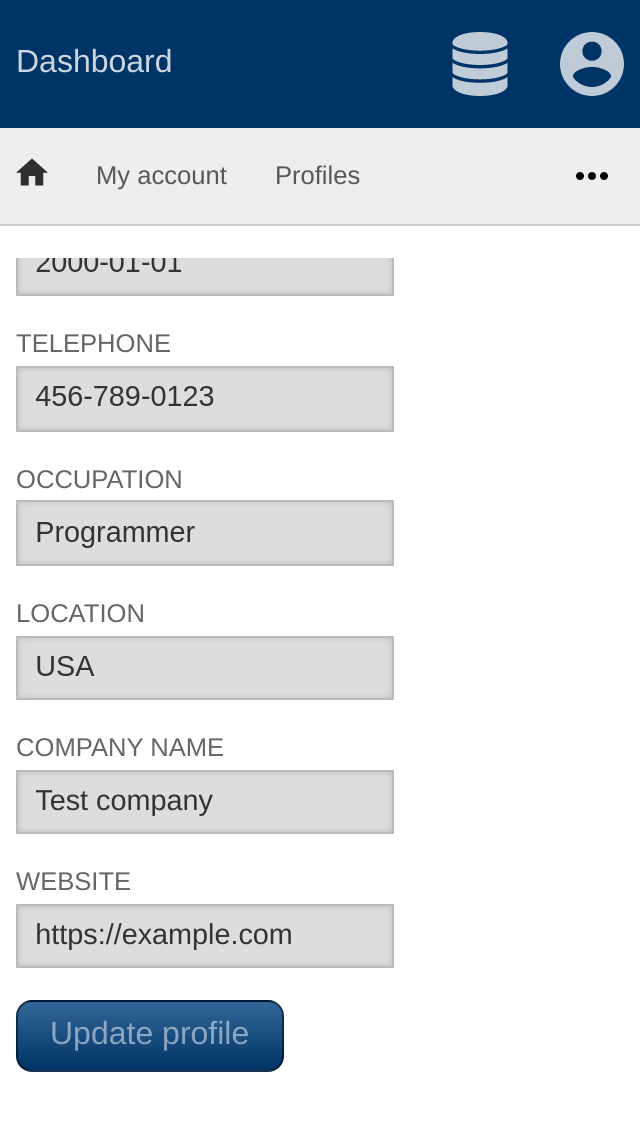 Dashboard
My account Profiles
2000-01-01
TELEPHONE
456-789-0123
OCCUPATION
Programmer
LOCATION
USA
COMPANY NAME
Test company
WEBSITE
https://example.com
Update profile